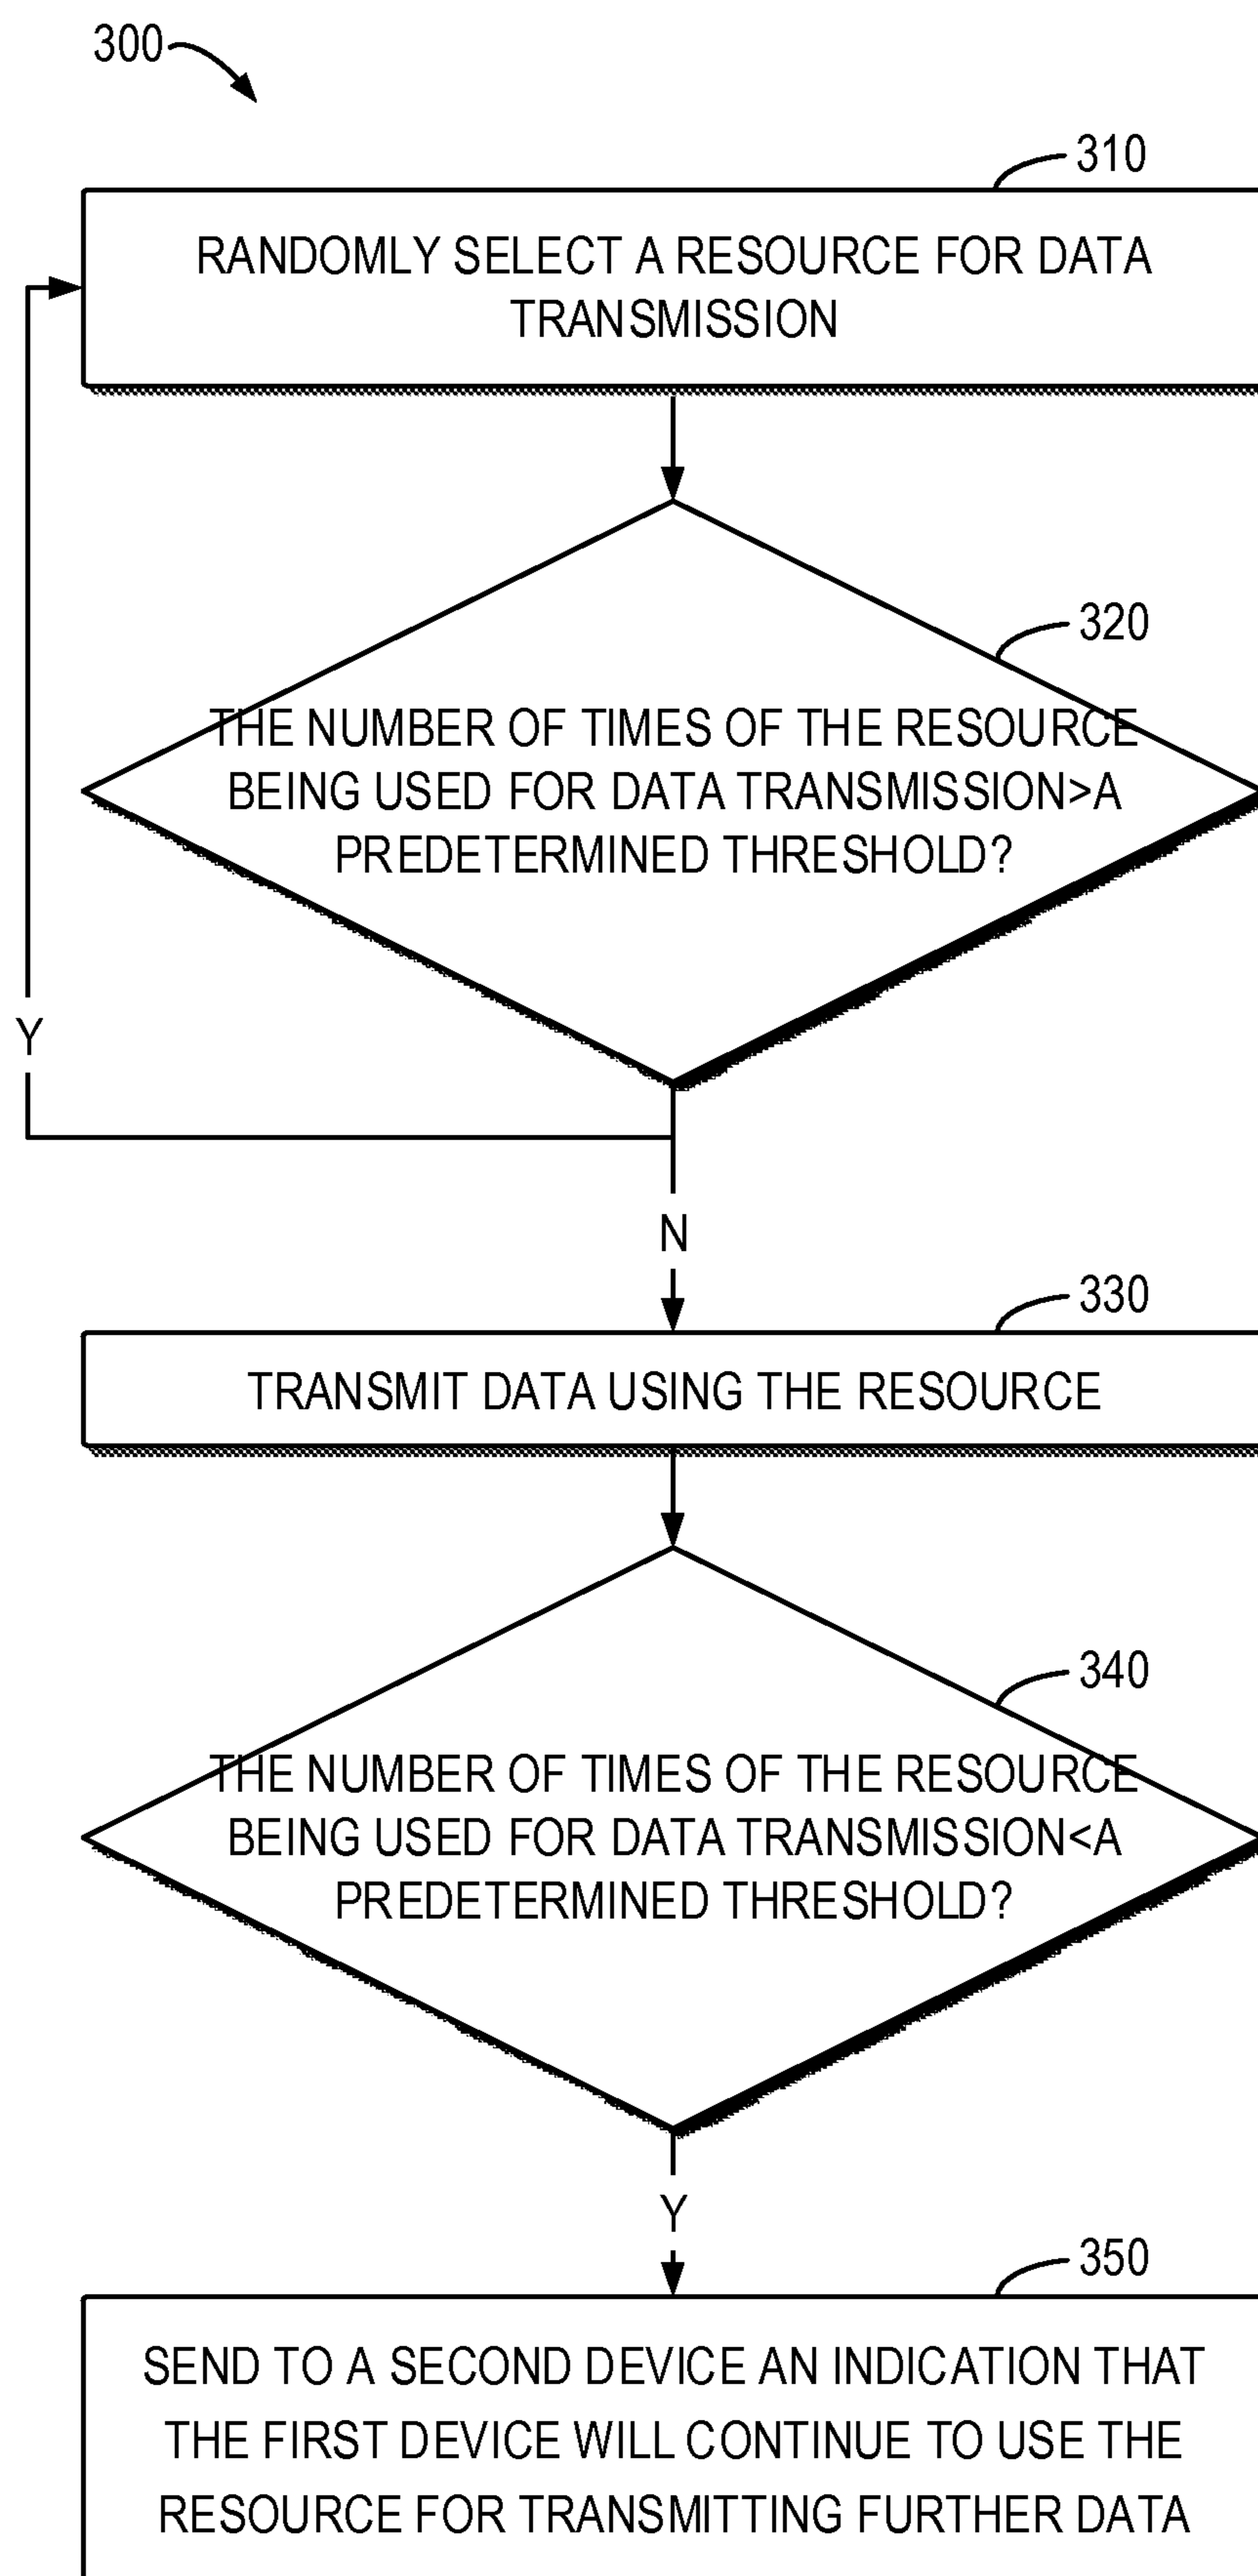 300
310
RANDOMLY SELECT A RESOURCE FOR DATA
TRANSMISSION
320
THE NUMBER OF TIMES OF THE RESOURCE
BEING USED FOR DATA TRANSMISSION>A
PREDETERMINED THRESHOLD?
Y
N
330
TRANSMIT DATA USING THE RESOURCE
340
THE NUMBER OF TIMES OF THE RESOURCE
BEING USED FOR DATA TRANSMISSION<A
PREDETERMINED THRESHOLD?
Y
350
SEND TO A SECOND DEVICE AN INDICATION THAT
THE FIRST DEVICE WILL CONTINUE TO USE THE
RESOURCE FOR TRANSMITTING FURTHER DATA